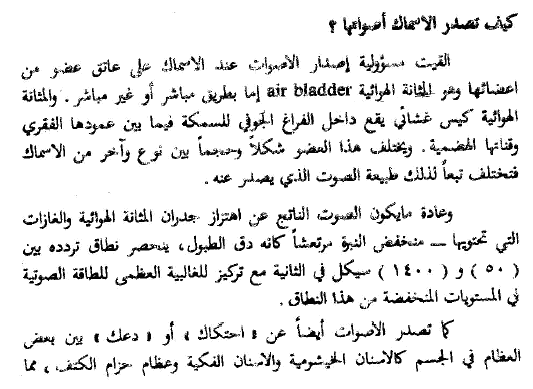 كيف تصدر الاسماك أصواتها ؟
القيت مسؤولية إصدار الاصوات عند الاسماك على عاتق عضو من
اعضائها وهو المثانة الهوائية air bladder إما بطريق مباشر أو غير مباشر . والمثانة
الهوائية كيس غشائي يقع داخل الفراغ الجوفي للسمكة فيما بين عمودها الفقري
وقناتها الهضمية . ويختلف هذا العضو شكلاً وحجماً بين نوع وآخر من الاسماك
فتختلف تبعاً لذلك طبيعة الصوت الذي يصدر عنه .
وعادة مايكون الصوت الناتج عن اهتزاز جدران المثانة الهوائية والغازات
التي تحتويها — منخفض النبرة مرتعشاً كانه دق الطبول، ينحصر نطاق تردده بين
( ٥٠ ) و ( ١٤٠٠ ) سيكل في الثانية مع تركيز للغالبية العظمى للطاقة الصوتية
في المستويات المنخفضة من هذا النطاق .
كما تصدر الاصوات أيضاً عن « احتكاك » أو « دعك » بين بعض
العظام في الجسم كالاسنان الخيشومية والاسنان الفكية وعظام حزام الكتف ، مما